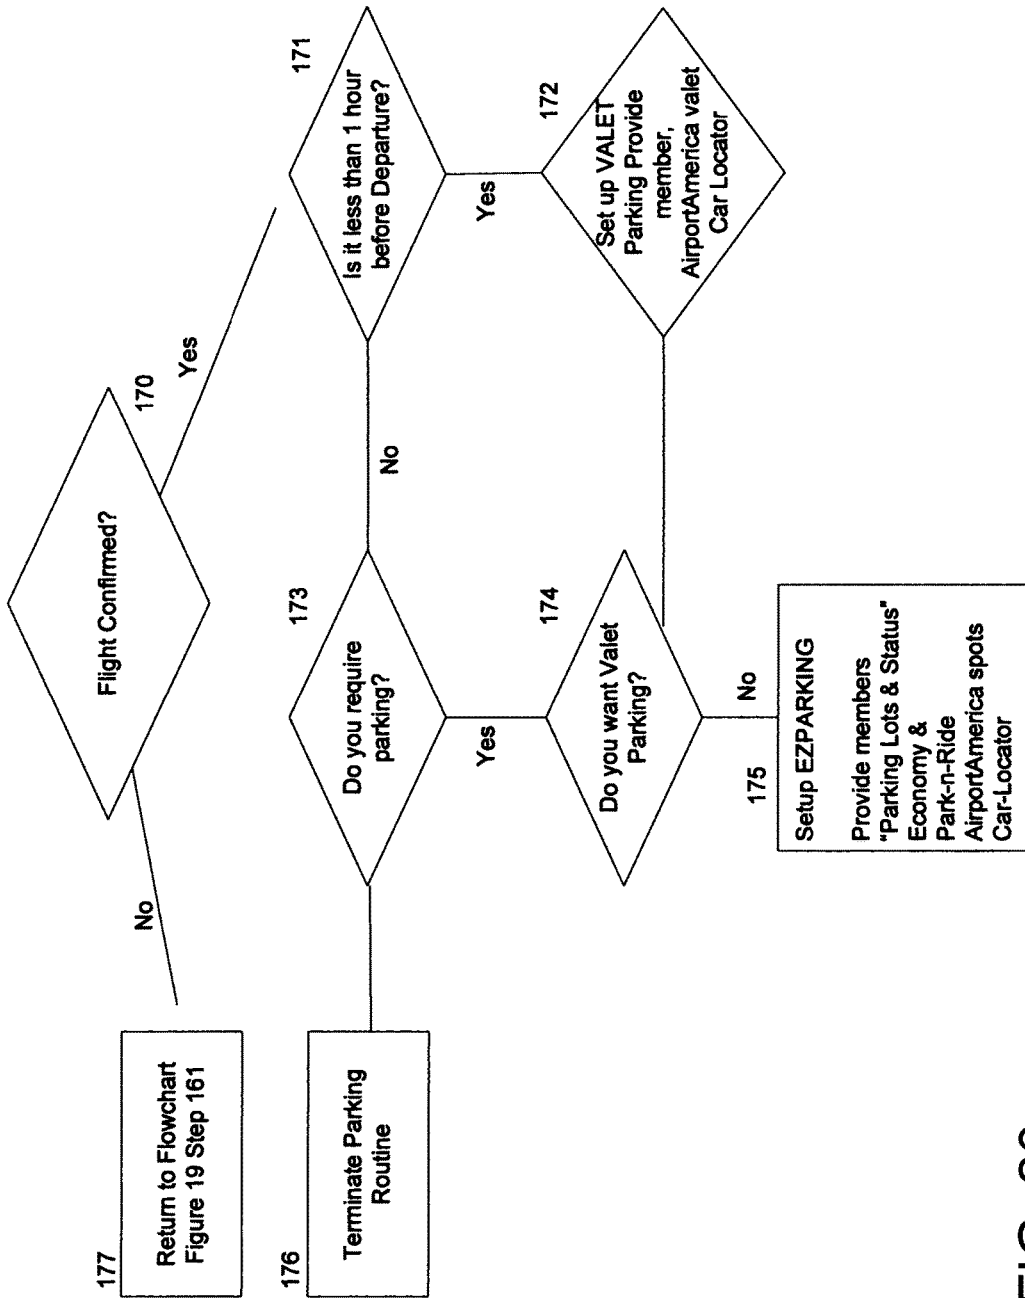 177
Return to Flowchart
Figure 19 Step 161
No
Flight Confirmed?
170
Yes
176
Terminate Parking
Routine
173
Do you require
parking?
No
171
Is it less than 1 hour
before Departure?
Yes
Yes
174
Do you want Valet
Parking?
172
Set up VALET
Parking Provide
member,
AirportAmerica valet
Car Locator
No
175
Setup EZPARKING
Provide members
"Parking Lots & Status"
Economy &
Park-n-Ride
AirportAmerica spots
Car-Locator
FIG.